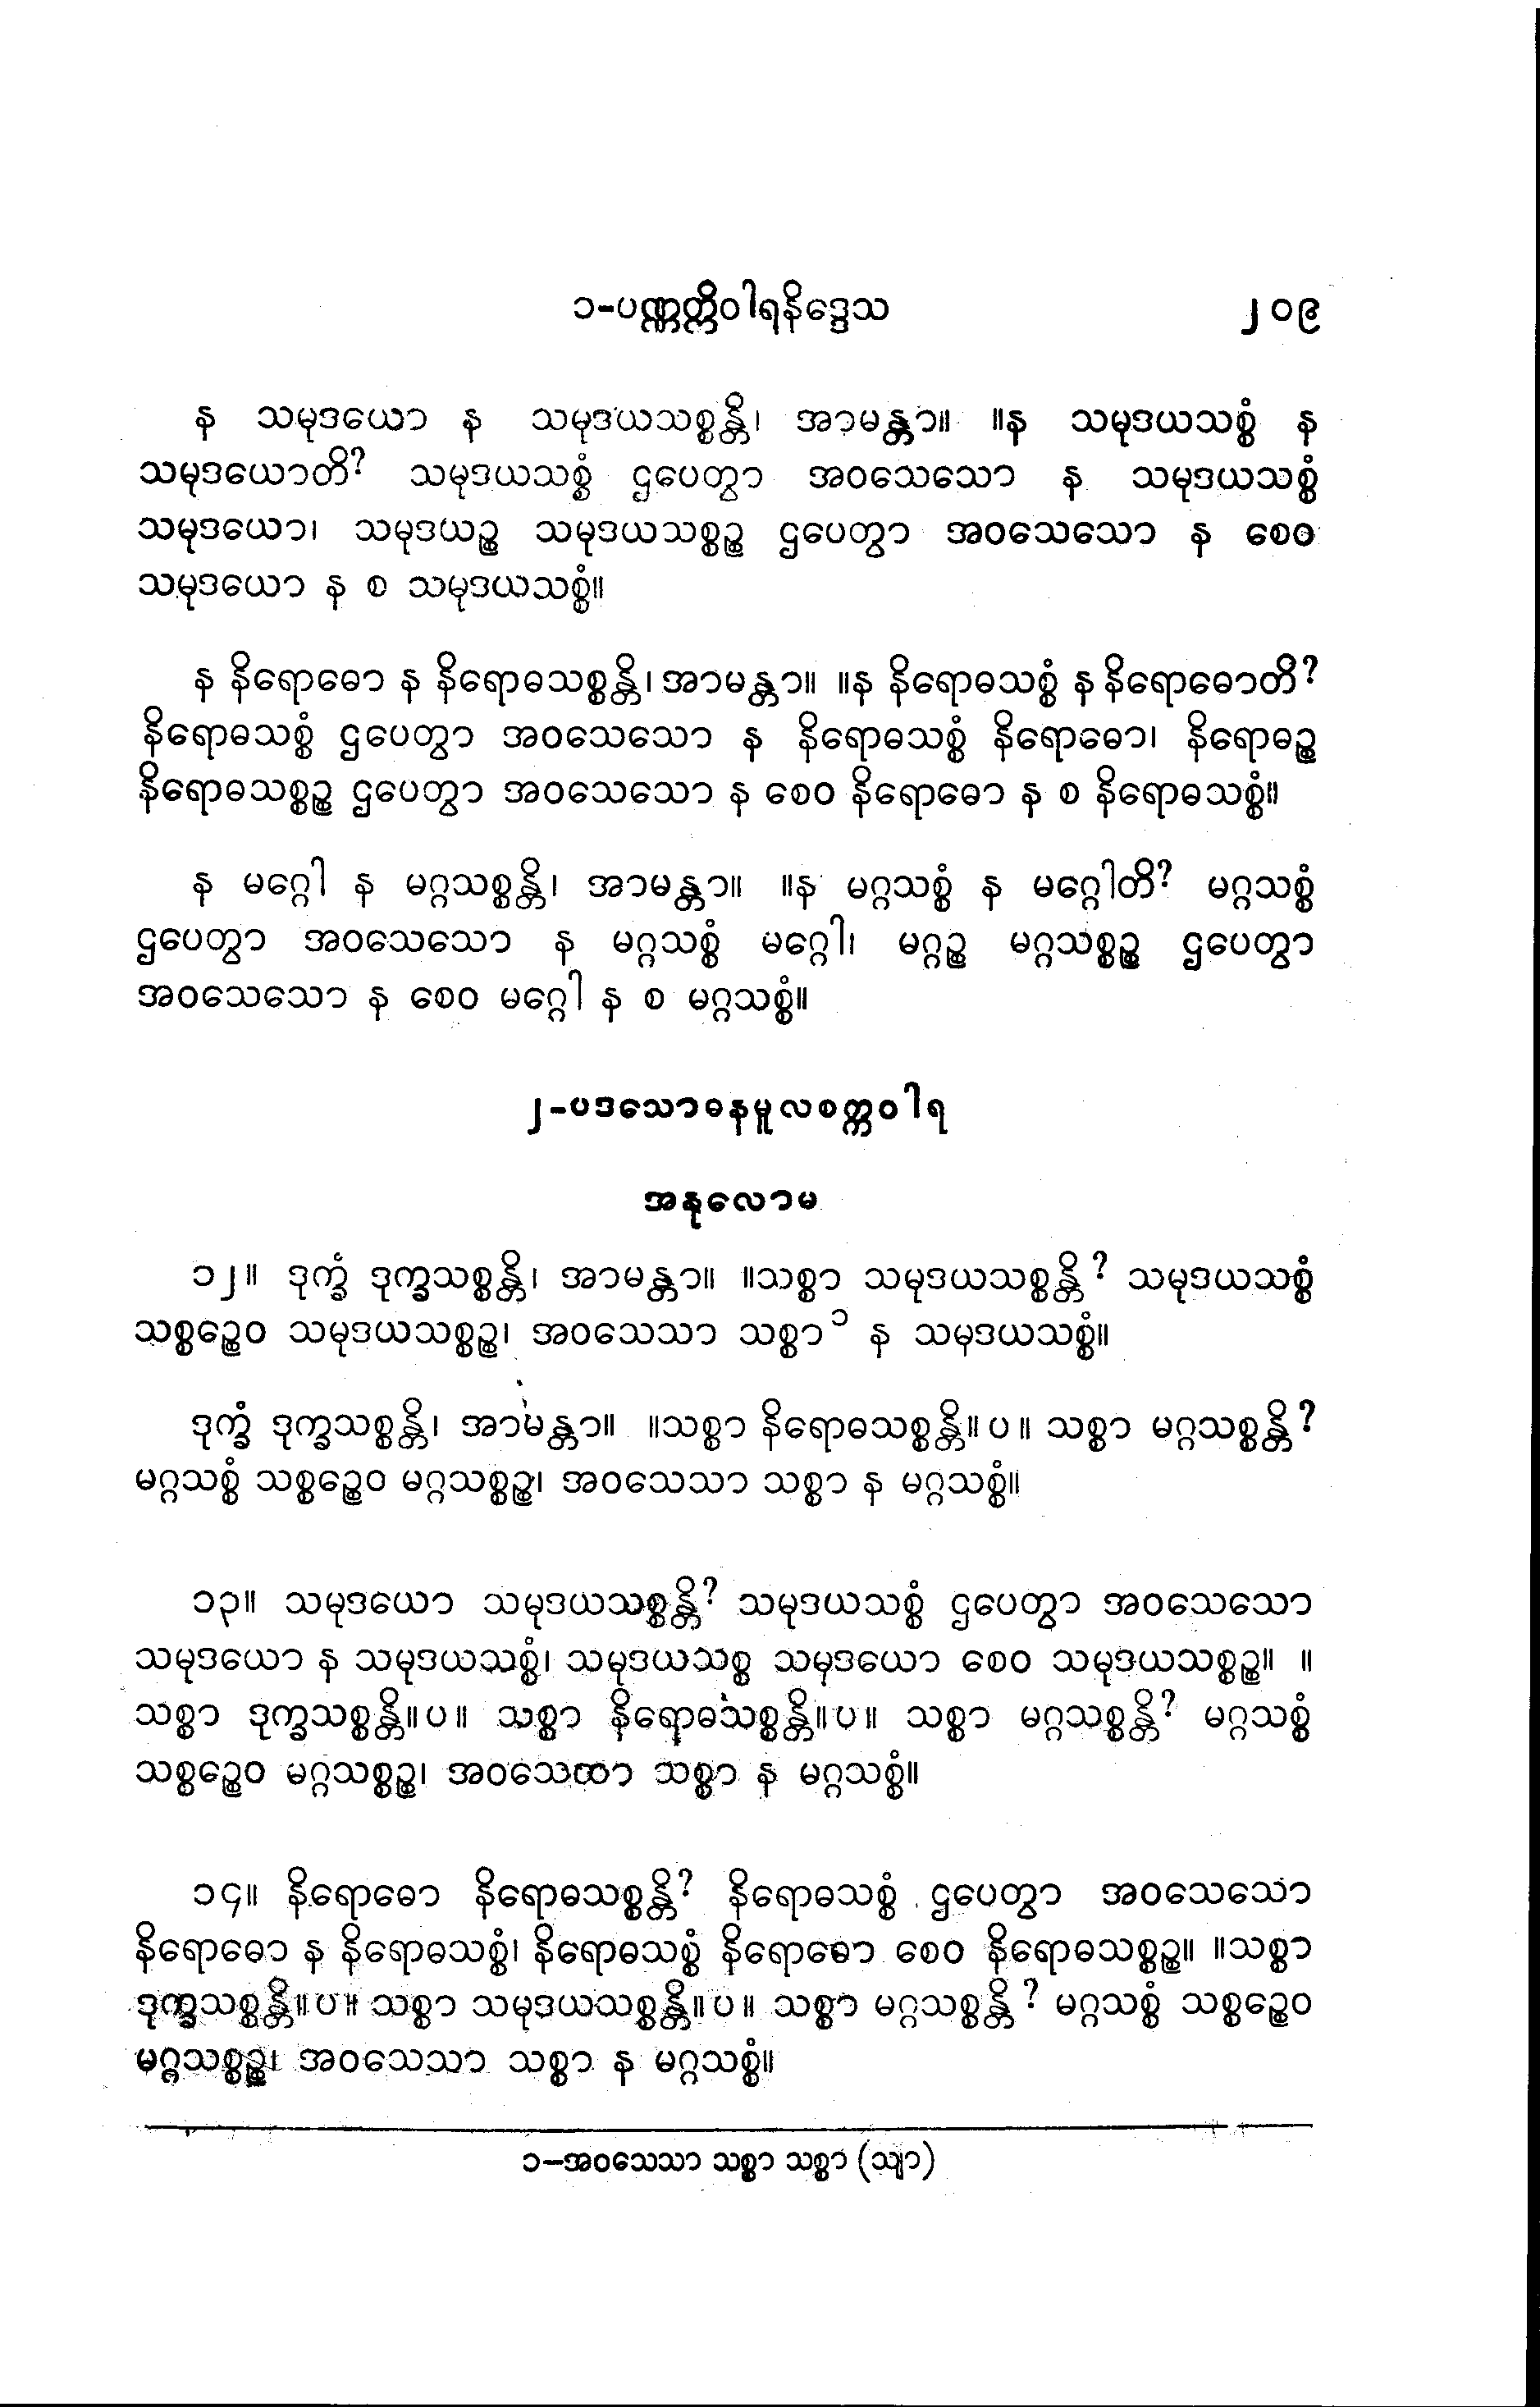 ၁-ပဏ္ဏတ္တိဝါရနိဒ္ဒေသ ၂၀၉
န သမုဒယော န သမုဒယသစ္စန္တိ၊ အာမန္တာ။ ။န သမုဒယသစ္စံ န
သမုဒယောတိ? သမုဒယသစ္စံ ဌပေတွာ အဝသေသော န သမုဒယသစ္စံ
သမုဒယော၊ သမုဒယဉ္စ သမုဒယသစ္စဉ္စ ဌပေတွာ အဝသေသော န စေဝ
သမုဒယော န စ သမုဒယသစ္စံ။
န နိရောဓော န နိရောဓသစ္စန္တိ၊ အာမန္တာ။ ။န နိရောဓသစ္စံ န နိရောဓောတိ?
နိရောဓသစ္စံ ဌပေတွာ အဝသေသော န နိရောဓသစ္စံ နိရောဓော၊ နိရောဓဉ္စ
နိရောဓသစ္စဉ္စ ဌပေတွာ အဝသေသော န စေဝ နိရောဓော န စ နိရောဓသစ္စံ။
န မဂ္ဂေါ န မဂ္ဂသစ္စန္တိ၊ အာမန္တာ။ ။န မဂ္ဂသစ္စံ န မဂ္ဂေါတိ? မဂ္ဂသစ္စံ
ဌပေတွာ အဝသေသော န မဂ္ဂသစ္စံ မဂ္ဂေါ၊ မဂ္ဂဉ္စ မဂ္ဂသစ္စဉ္စ ဌပေတွာ
အဝသေသော န စေဝ မဂ္ဂေါ န စ မဂ္ဂသစ္စံ။
၂-ပဒသောဓနမူလစက္ကဝါရ
အနုလောမ
၁၂။ ဒုက္ခံ ဒုက္ခသစ္စန္တိ၊ အာမန္တာ။ ။သစ္စာ သမုဒယသစ္စန္တိ? သမုဒယသစ္စံ
သစ္စဉ္စေဝ သမုဒယသစ္စဉ္စ၊ အဝသေသာ သစ္စာ ၁ န သမုဒယသစ္စံ။
ဒုက္ခံ ဒုက္ခသစ္စန္တိ၊ အာမန္တာ။ ။သစ္စာ နိရောဓသစ္စန္တိ။ပ။ သစ္စာ မဂ္ဂသစ္စန္တိ?
မဂ္ဂသစ္စံ သစ္စဉ္စေဝ မဂ္ဂသစ္စဉ္စ၊ အဝသေသာ သစ္စာ န မဂ္ဂသစ္စံ။
၁၃။ သမုဒယော သမုဒယသစ္စန္တိ? သမုဒယသစ္စံ ဌပေတွာ အဝသေသော
သမုဒယော န သမုဒယသစ္စံ၊ သမုဒယသစ္စ သမုဒယော စေဝ သမုဒယသစ္စဉ္စ။ ။
သစ္စာ ဒုက္ခသစ္စန္တိ။ပ။ သစ္စာ နိရောဓသစ္စန္တိ။ပ။ သစ္စာ မဂ္ဂသစ္စန္တိ? မဂ္ဂသစ္စံ
သစ္စဉ္စေဝ မဂ္ဂသစ္စဉ္စ၊ အဝသေသာ သစ္စာ န မဂ္ဂသစ္စံ။
၁၄။ နိရောဓော နိရောဓသစ္စန္တိ? နိရောဓသစ္စံ ဌပေတွာ အဝသေသော
နိရောဓော န နိရောဓသစ္စံ၊ နိရောဓသစ္စံ နိရောဓော စေဝ နိရောဓသစ္စဉ္စ။ ။သစ္စာ
ဒုက္ခသစ္စန္တိ။ပ။ သစ္စာ သမုဒယသစ္စန္တိ။ပ။ သစ္စာ မဂ္ဂသစ္စန္တိ? မဂ္ဂသစ္စံ သစ္စဉ္စေဝ
မဂ္ဂသစ္စဉ္စ၊ အဝသေသာ သစ္စာ န မဂ္ဂသစ္စံ။
၁–အဝသေသာ သစ္စာ သစ္စာ (သျာ)